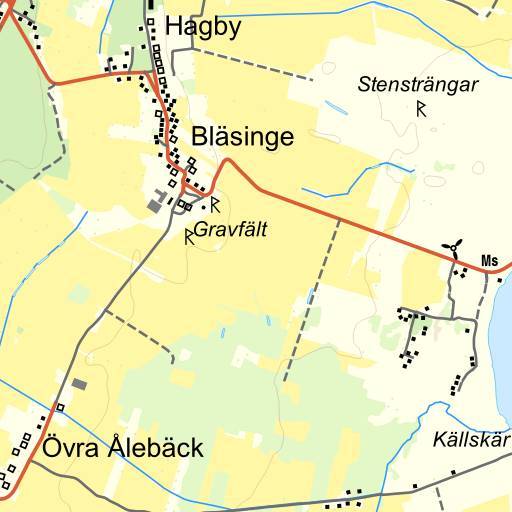 Hagby
Stensträngar
R
Bläsinge
R
Gravfält
R
Ms
Källskär
Övra Ålebäck